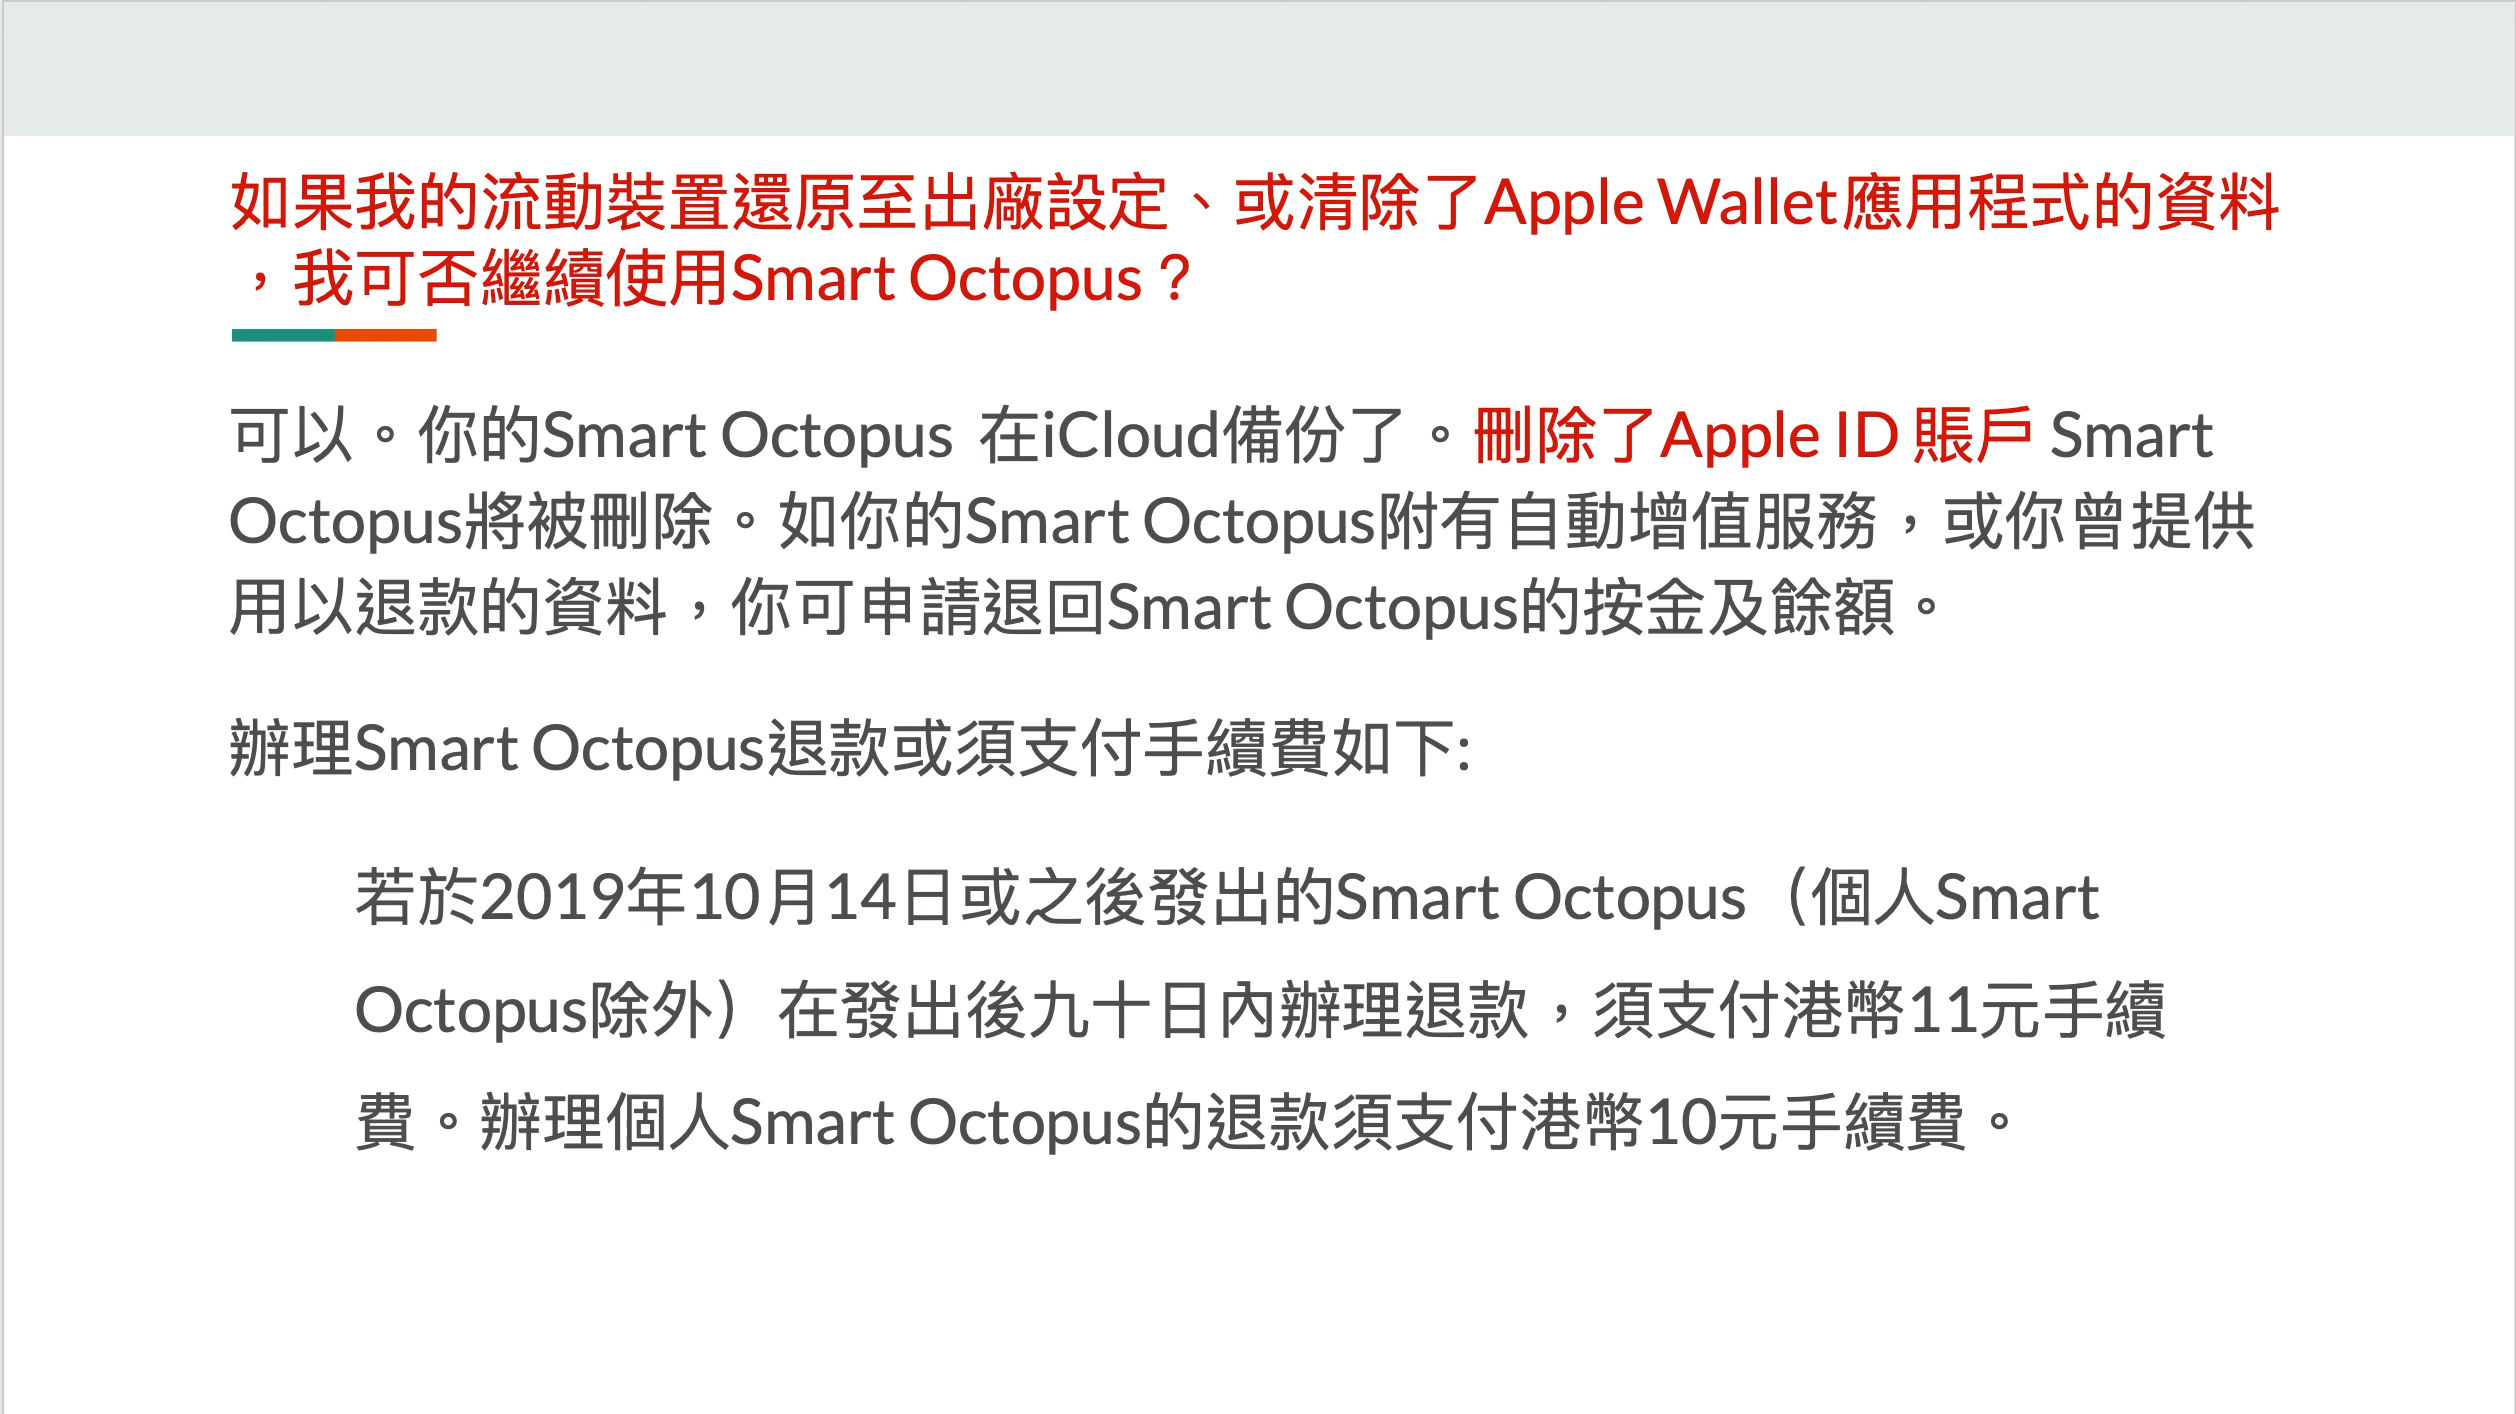 如果我的流動裝置還原至出廠設定、或清除了Apple Wallet應用程式的資料
，我可否繼續使用Smart Octopus？
可以。你的Smart Octopus 在iCloud備份了。刪除了Apple ID 賬戶 Smart
Octopus將被刪除。如你的Smart Octopus附有自動增值服務，或你曾提供
用以退款的資料，你可申請退回Smart Octopus的按金及餘額。
辦理Smart Octopus退款或須支付手續費如下:
若於2019年10月14日或之後發出的Smart Octopus（個人Smart
Octopus除外）在發出後九十日內辦理退款，須支付港幣11元手續
費。辦理個人Smart Octopus的退款須支付港幣10元手續費。